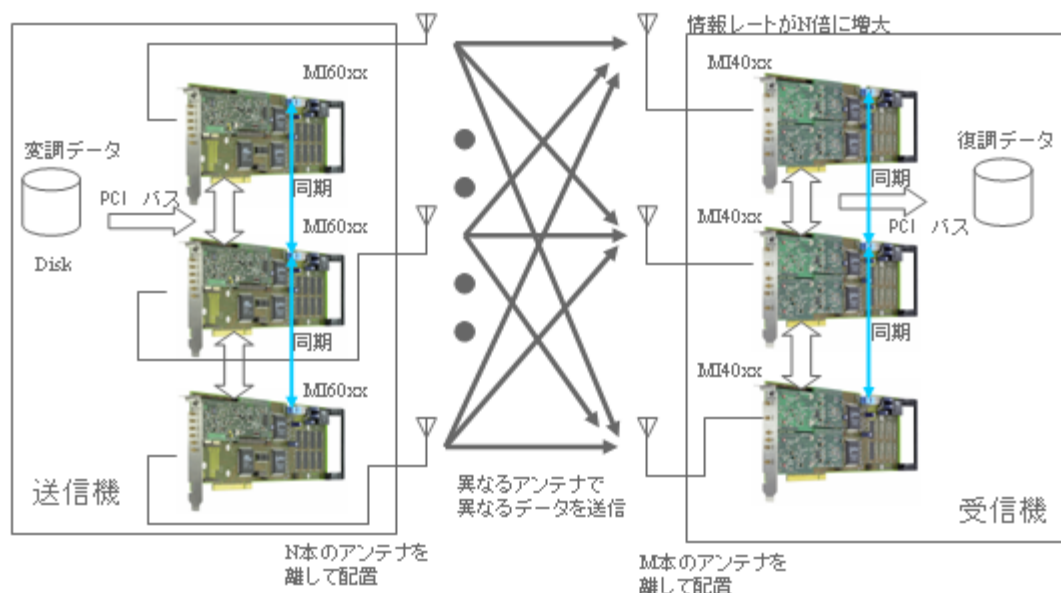 情報レートがN倍に増大
MI60xx
MI40xx
変調データ
復調データ
PCI バス
同期
同期
PCI バス
MI60xx
MI40xx
Disk
同期
同期
MI60xx
MI40xx
送信機
異なるアンテナで
異なるデータを送信
受信機
N本のアンテナを
離して配置
M本のアンテナを
離して配置